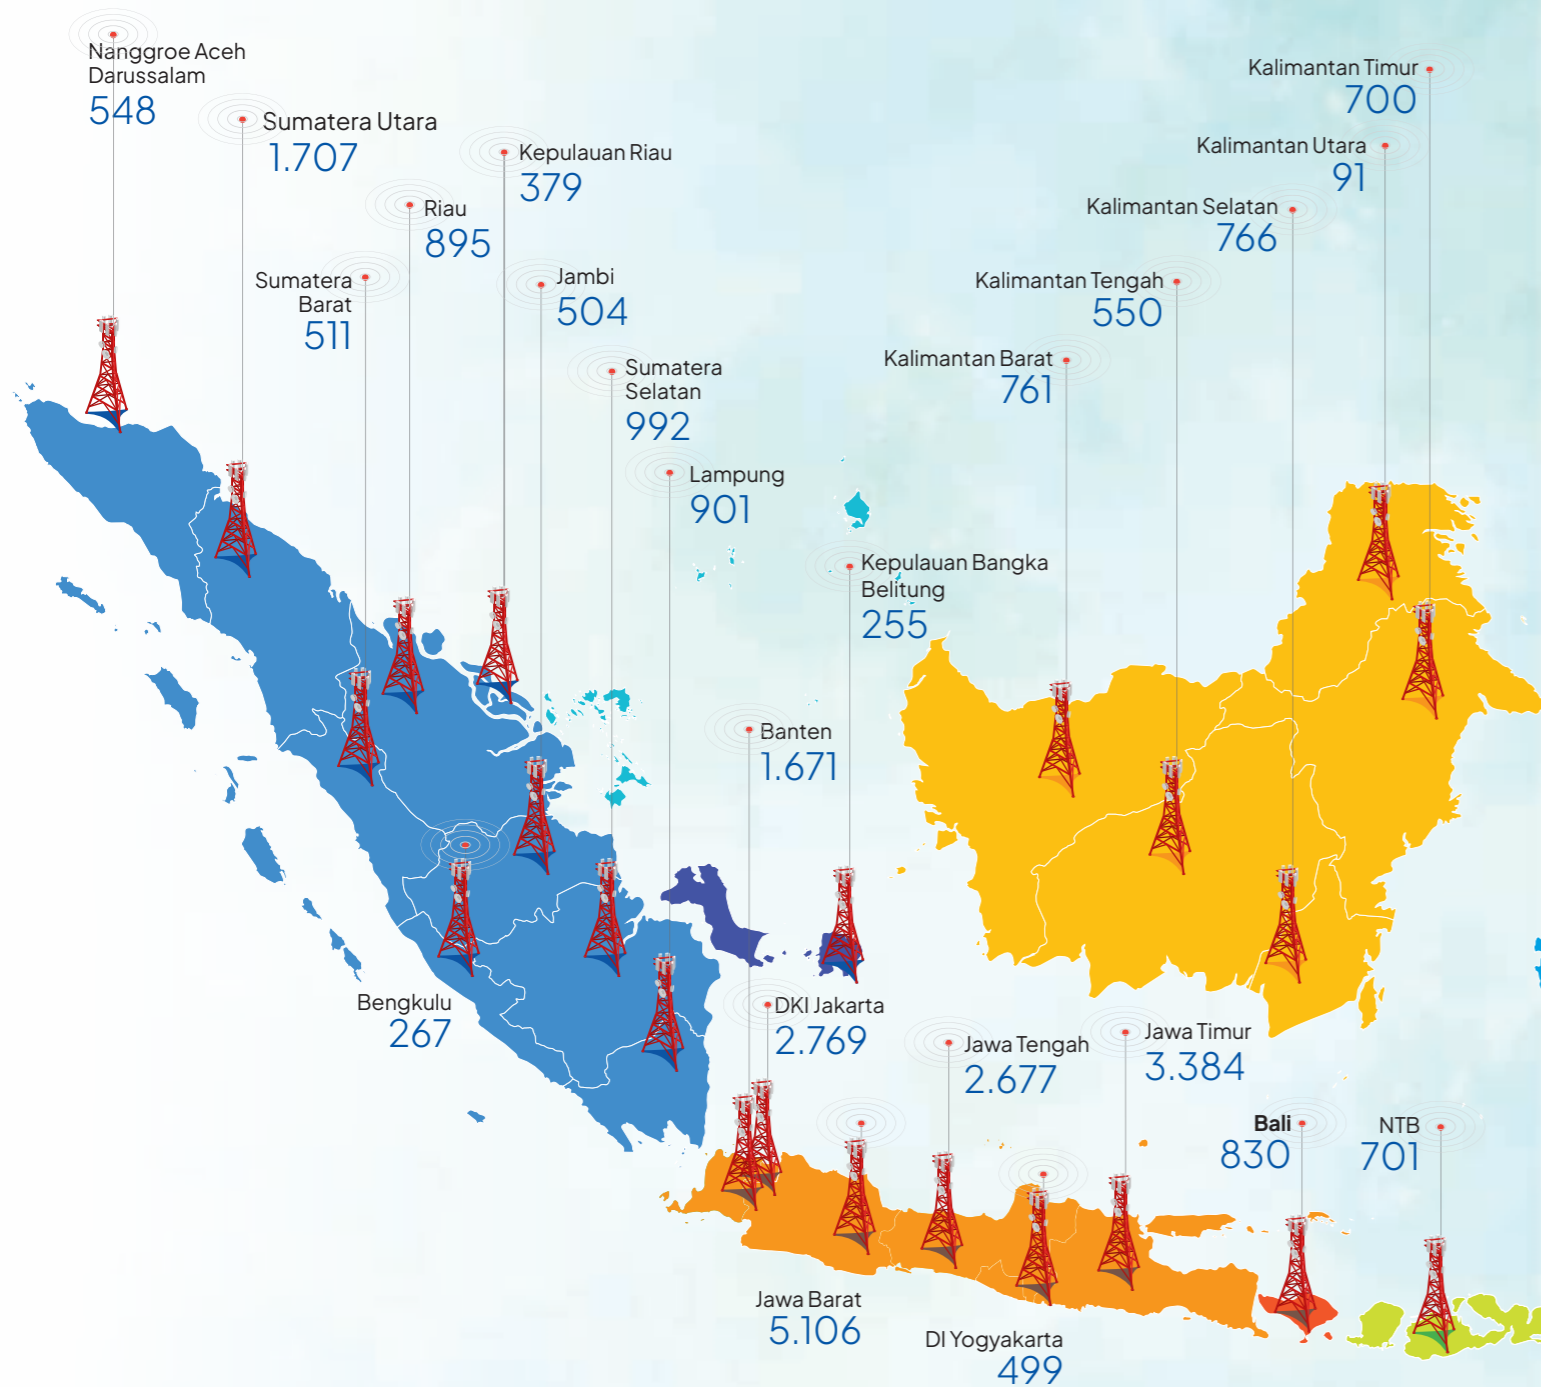 Nanggroe Aceh
Darussalam
548
Sumatera Utara
1.707
Kepulauan Riau
379
Riau
895
Sumatera
Barat
511
Jambi
504
Sumatera
Selatan
992
Lampung
901
Kepulauan Bangka
Belitung
255
Kalimantan Timur
700
Kalimantan Utara
91
Kalimantan Selatan
766
Kalimantan Tengah
550
Kalimantan Barat
761
Banten
1.671
Bengkulu
267
DKI Jakarta
2.769
Jawa Tengah
2.677
Jawa Timur
3.384
Bali
830
NTB
701
Jawa Barat
5.106
DI Yogyakarta
499